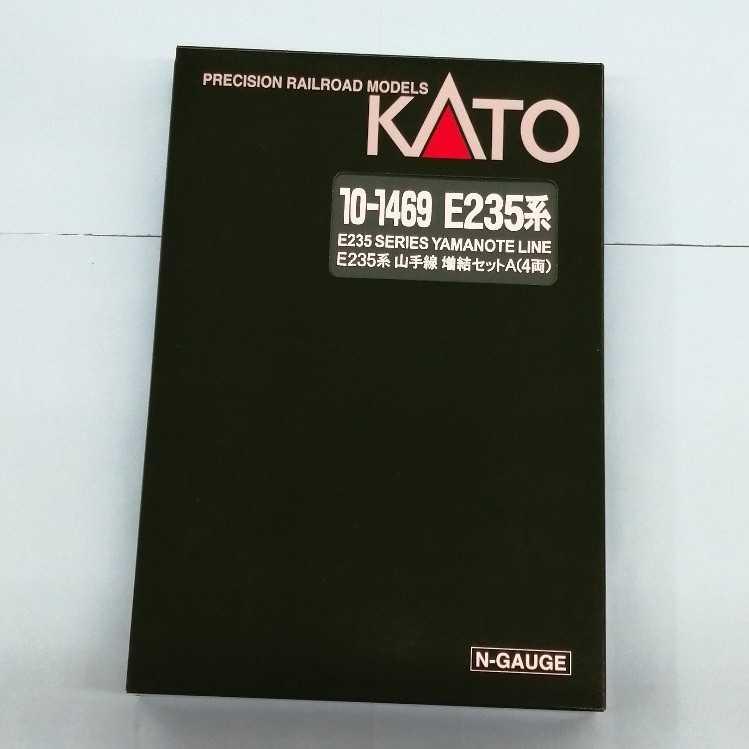 PRECISION RAILROAD MODELS
KATO
10-1469 E235系
E235 SERIES YAMANOTE LINE
E235系 山手線 増結セットA(4両)
N-GAUGE